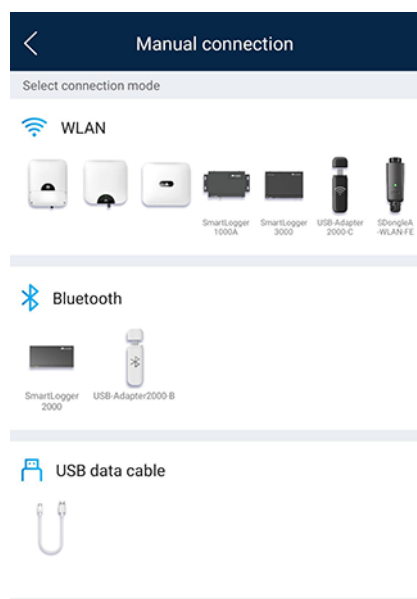 Manual connection
Select connection mode
WLAN
SmartLogger SmartLogger USB-Adapter SDongleA
1000A 3000 2000-C -WLAN-FE
Bluetooth
SmartLogger USB-Adapter2000-B
2000
USB data cable